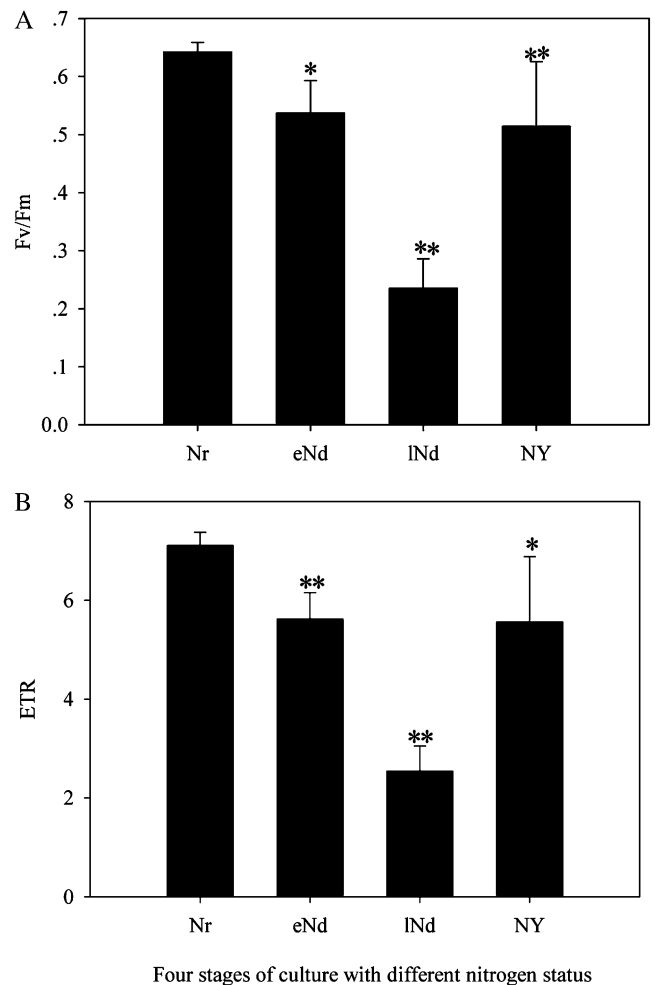 A
.7
.6
.5
.4
.3
.2
.1
0.0
Fv/Fm
*
**
**
Nr eNd lNd NY
B
8
6
4
2
0
ETR
**
**
*
Nr eNd lNd NY
Four stages of culture with different nitrogen status